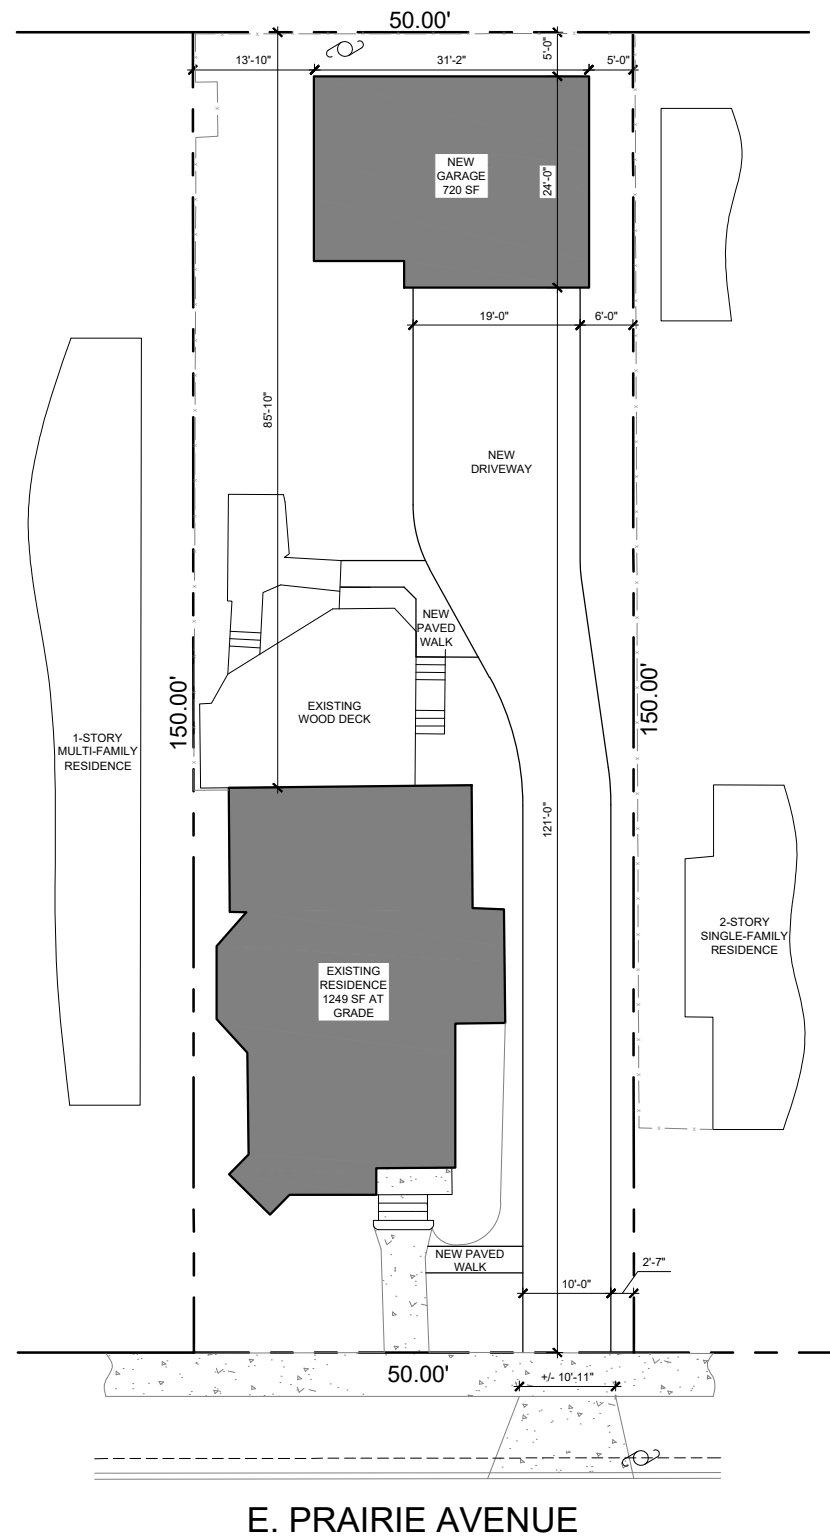 50.00'
13'-10"
31'-2"
5'-0"
5'-0"
NEW
GARAGE
720 SF
24'-0"
19'-0"
6'-0"
85'-10"
NEW
DRIVEWAY
NEW
PAVED
WALK
EXISTING
WOOD DECK
150.00'
150.00'
1-STORY
MULTI-FAMILY
RESIDENCE
121'-0"
2-STORY
SINGLE-FAMILY
RESIDENCE
EXISTING
RESIDENCE
1249 SF AT
GRADE
NEW PAVED
WALK
2'-7"
10'-0"
50.00'
+/- 10'-11"
E. PRAIRIE AVENUE